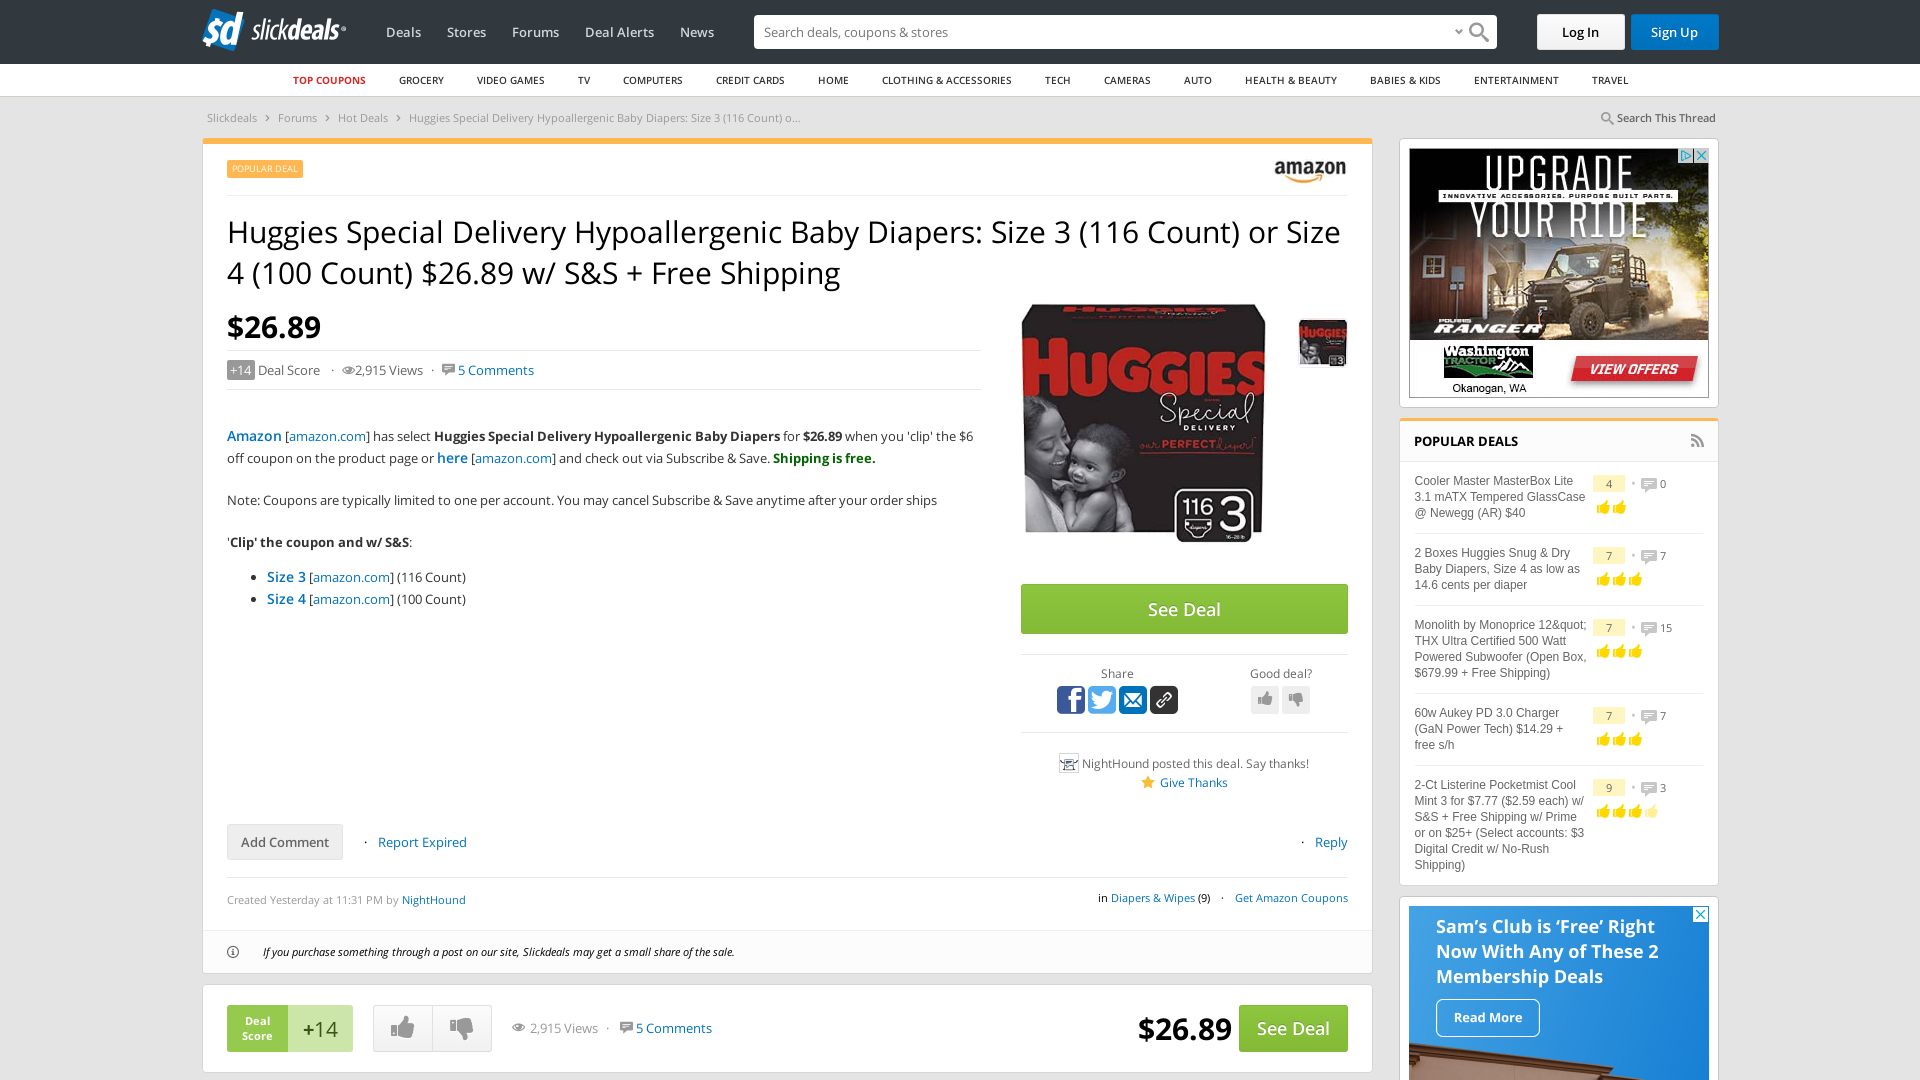 slickdeals
Deals
Stores
Forums
Deal Alerts
News
Search deals, coupons & stores
Log In
Sign Up
TOP COUPONS
GROCERY
VIDEO GAMES
TV
COMPUTERS
CREDIT CARDS
HOME
CLOTHING & ACCESSORIES
TECH
CAMERAS
AUTO
HEALTH & BEAUTY
BABIES & KIDS
ENTERTAINMENT
TRAVEL
Slickdeals › Forums › Hot Deals › Huggies Special Delivery Hypoallergenic Baby Diapers: Size 3 (116 Count) o...
Search This Thread
POPULAR DEAL
amazon
Huggies Special Delivery Hypoallergenic Baby Diapers: Size 3 (116 Count) or Size
4 (100 Count) $26.89 w/ S&S + Free Shipping
$26.89
+14 Deal Score · 2,915 Views · 5 Comments
Amazon [amazon.com] has select Huggies Special Delivery Hypoallergenic Baby Diapers for $26.89 when you 'clip' the $6
off coupon on the product page or here [amazon.com] and check out via Subscribe & Save. Shipping is free.
Note: Coupons are typically limited to one per account. You may cancel Subscribe & Save anytime after your order ships
'Clip' the coupon and w/ S&S:
• Size 3 [amazon.com] (116 Count)
• Size 4 [amazon.com] (100 Count)
HUGGIES
Special
DELIVERY
our PERFECT diaper!
116
3
HUGGIES
See Deal
Share
Good deal?
NightHound posted this deal. Say thanks!
Give Thanks
Add Comment
· Report Expired
· Reply
Created Yesterday at 11:31 PM by NightHound
in Diapers & Wipes (9) · Get Amazon Coupons
If you purchase something through a post on our site, Slickdeals may get a small share of the sale.
Deal
Score
+14
2,915 Views · 5 Comments
$26.89
See Deal
UPGRADE
INNOVATIVE ACCESSORIES. PURPOSE BUILT PARTS.
YOUR RIDE
POLARIS
RANGER
Washington
TRACTOR
Okanogan, WA
VIEW OFFERS
POPULAR DEALS
Cooler Master MasterBox Lite
3.1 mATX Tempered GlassCase
@ Newegg (AR) $40
4 · 0
2 Boxes Huggies Snug & Dry
Baby Diapers, Size 4 as low as
14.6 cents per diaper
7 · 7
Monolith by Monoprice 12&quot;
THX Ultra Certified 500 Watt
Powered Subwoofer (Open Box,
$679.99 + Free Shipping)
7 · 15
60w Aukey PD 3.0 Charger
(GaN Power Tech) $14.29 +
free s/h
7 · 7
2-Ct Listerine Pocketmist Cool
Mint 3 for $7.77 ($2.59 each) w/
S&S + Free Shipping w/ Prime
or on $25+ (Select accounts: $3
Digital Credit w/ No-Rush
Shipping)
9 · 3
Sam's Club is 'Free' Right
Now With Any of These 2
Membership Deals
Read More